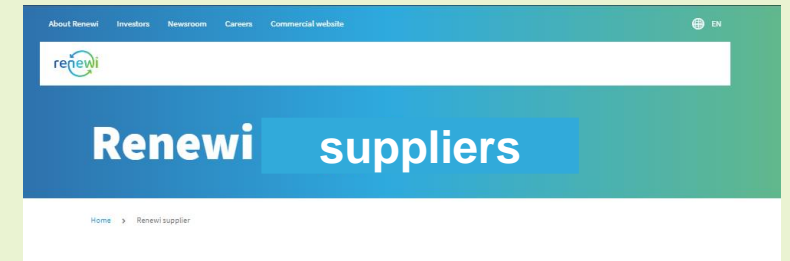 About Renewi Investors Newsroom Careers Commercial website EN
renewi
Renewi suppliers
Home > Renewi supplier